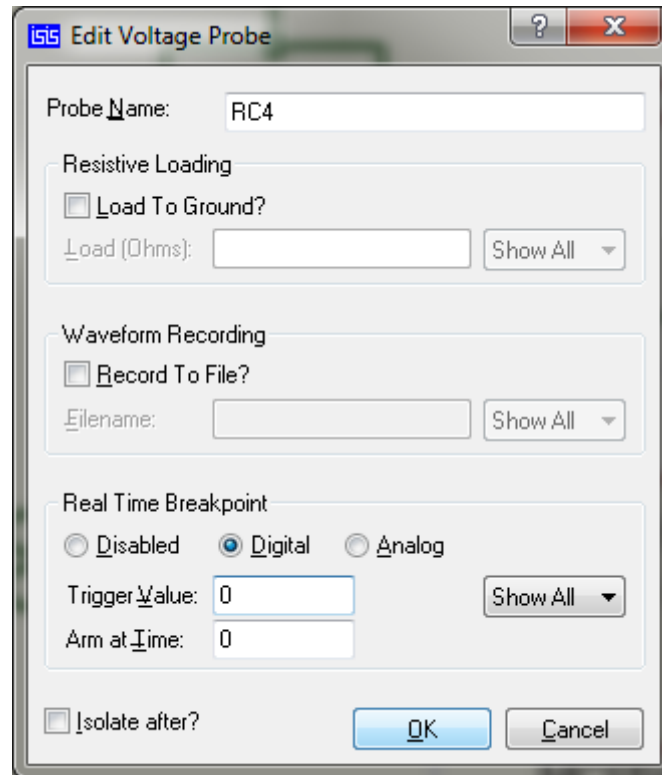 isis Edit Voltage Probe ? X
Probe Name: RC4
Resistive Loading
Load To Ground?
Load (Ohms): Show All
Waveform Recording
Record To File?
Filename: Show All
Real Time Breakpoint
Disabled Digital Analog
Trigger Value: 0 Show All
Arm at Time: 0
Isolate after? OK Cancel